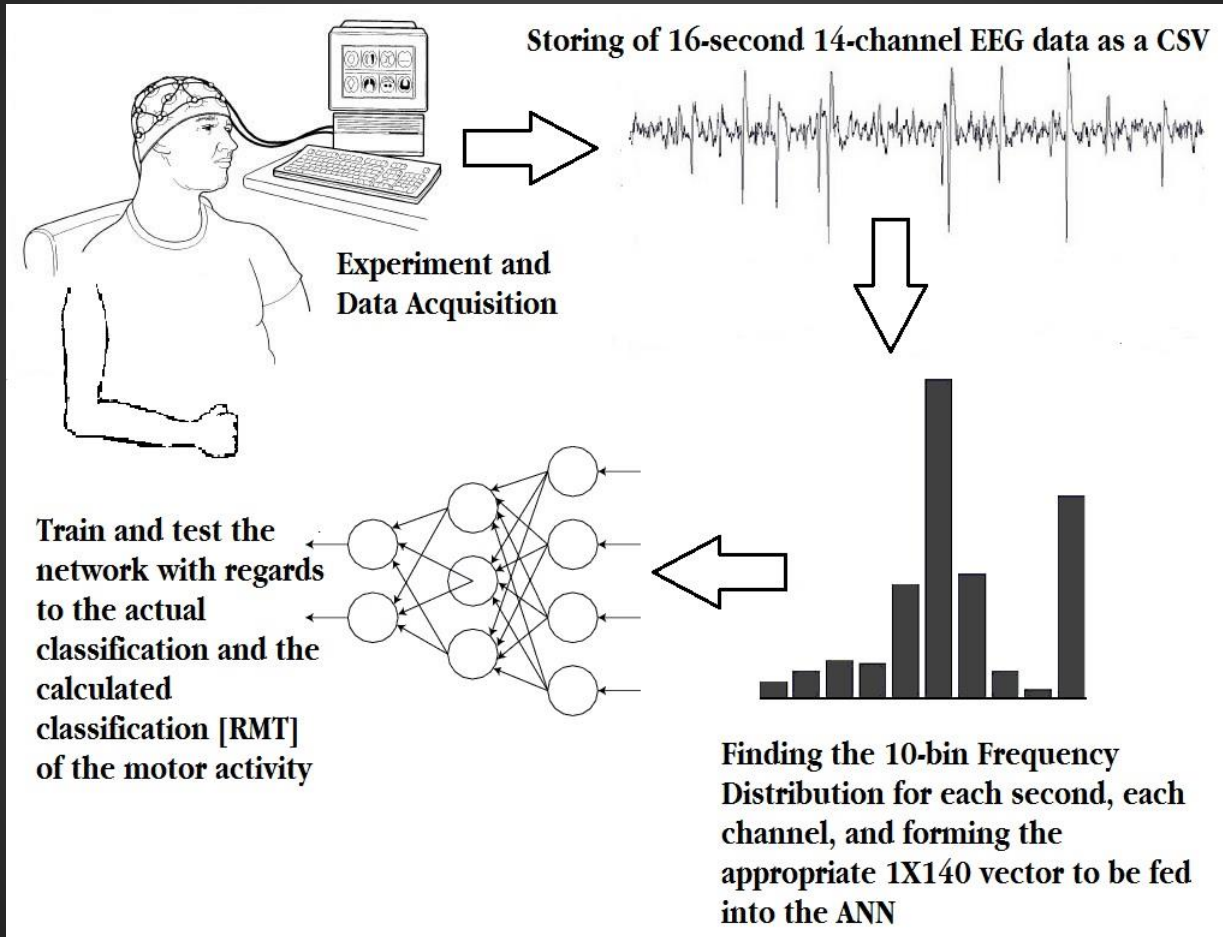 Storing of 16-second 14-channel EEG data as a CSV
Experiment and
Data Acquisition
Train and test the
network with regards
to the actual
classification and the
calculated
classification [RMT]
of the motor activity
Finding the 10-bin Frequency
Distribution for each second, each
channel, and forming the
appropriate 1X140 vector to be fed
into the ANN